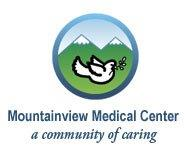 Mountainview Medical Center
a community of caring